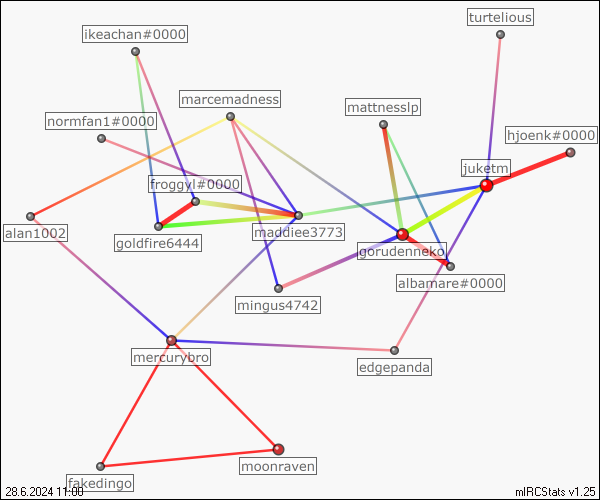 turtelious
ikeachan#0000
marcemadness
mattnesslp
normfan1#0000
hjoenk#0000
juketm
froggyl#0000
alan1002
goldfire6444
maddiee3773
gorudenneko
albamare#0000
mingus4742
mercurybro
edgepanda
moonraven
fakedingo
28.6.2024 11:00
mIRCStats v1.25